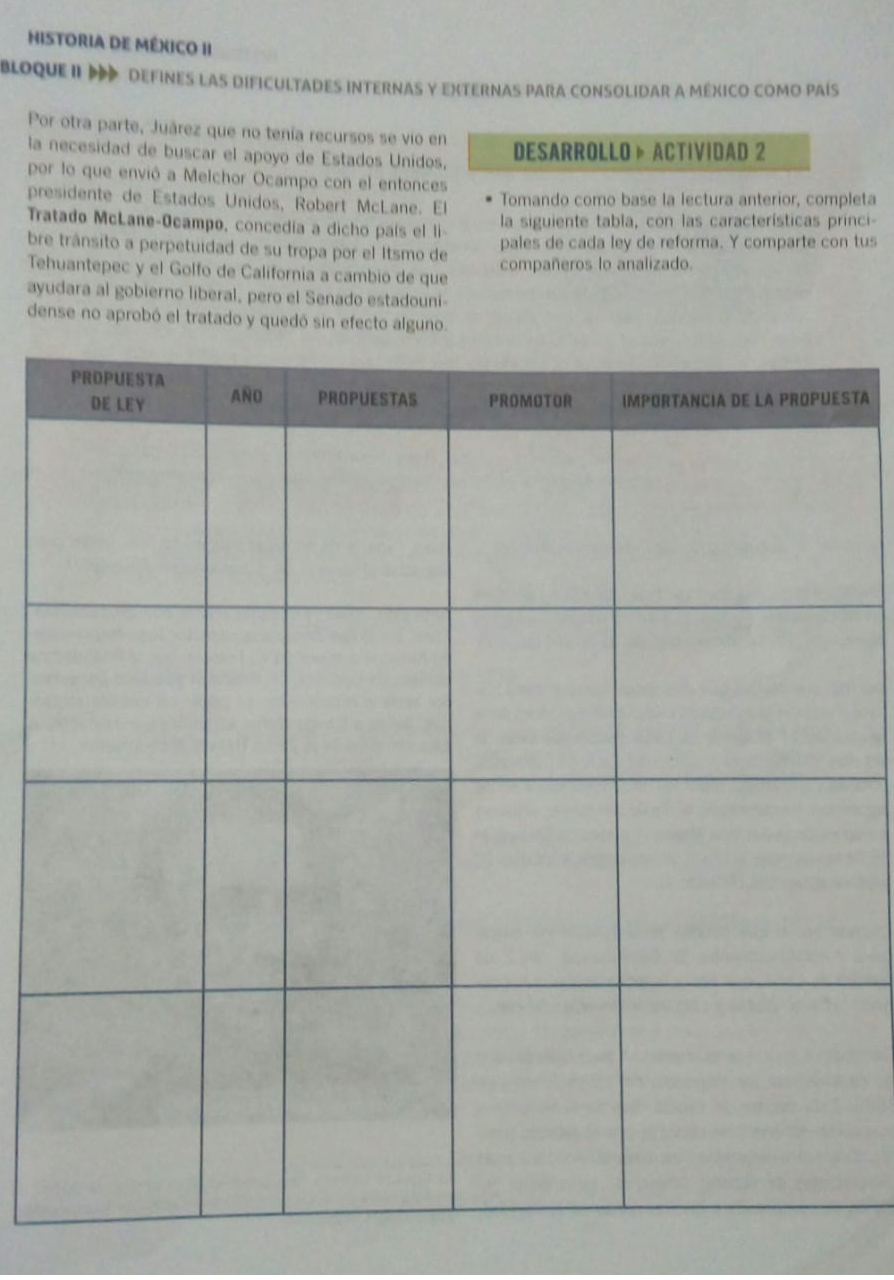 HISTORIA DE MÉXICO II
BLOQUE II DEFINES LAS DIFICULTADES INTERNAS Y EXTERNAS PARA CONSOLIDAR A MÉXICO COMO PAÍS
Por otra parte, Juárez que no tenía recursos se vio en
la necesidad de buscar el apoyo de Estados Unidos,
por lo que envió a Melchor Ocampo con el entonces
presidente de Estados Unidos, Robert McLane. El
Tratado McLane-Ocampo, concedía a dicho país el li-
bre tránsito a perpetuidad de su tropa por el Itsmo de
Tehuantepec y el Golfo de California a cambio de que
ayudara al gobierno liberal, pero el Senado estadouni-
dense no aprobó el tratado y quedó sin efecto alguno.
DESARROLLO ACTIVIDAD 2
• Tomando como base la lectura anterior, completa
la siguiente tabla, con las características princi-
pales de cada ley de reforma. Y comparte con tus
compañeros lo analizado.
PROPUESTA
DE LEY
AÑO
PROPUESTAS
PROMOTOR
IMPORTANCIA DE LA PROPUESTA